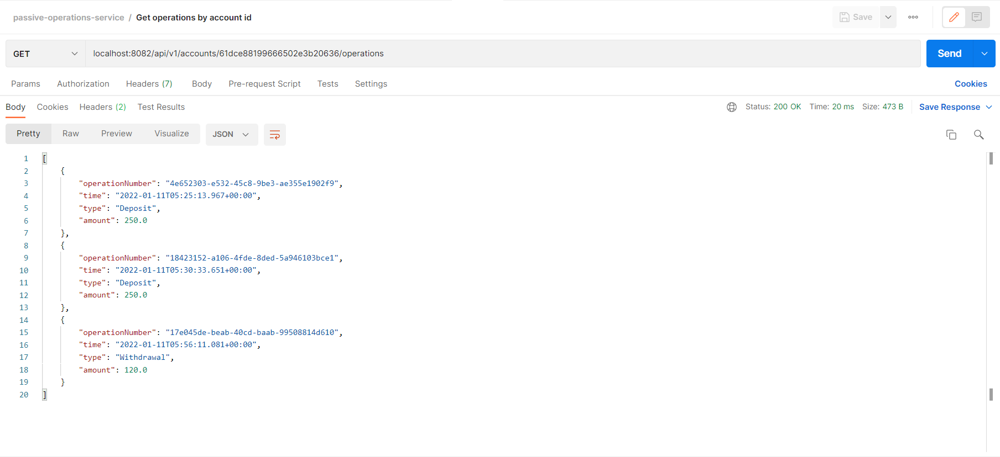 passive-operations-service / Get operations by account id
Save
GET localhost:8082/api/v1/accounts/61dce88199666502e3b20636/operations Send
Params Authorization Headers (7) Body Pre-request Script Tests Settings Cookies
Body Cookies Headers (2) Test Results Status: 200 OK Time: 20 ms Size: 473 B Save Response
Pretty Raw Preview Visualize JSON
1 [
2 {
3 "operationNumber": "4e652303-e532-45c8-9be3-ae355e1902f9",
4 "time": "2022-01-11T05:25:13.967+00:00",
5 "type": "Deposit",
6 "amount": 250.0
7 },
8 {
9 "operationNumber": "18423152-a106-4fde-8ded-5a946103bce1",
10 "time": "2022-01-11T05:30:33.651+00:00",
11 "type": "Deposit",
12 "amount": 250.0
13 },
14 {
15 "operationNumber": "17e045de-beab-40cd-baab-99508814d610",
16 "time": "2022-01-11T05:56:11.081+00:00",
17 "type": "Withdrawal",
18 "amount": 120.0
19 }
20 ]